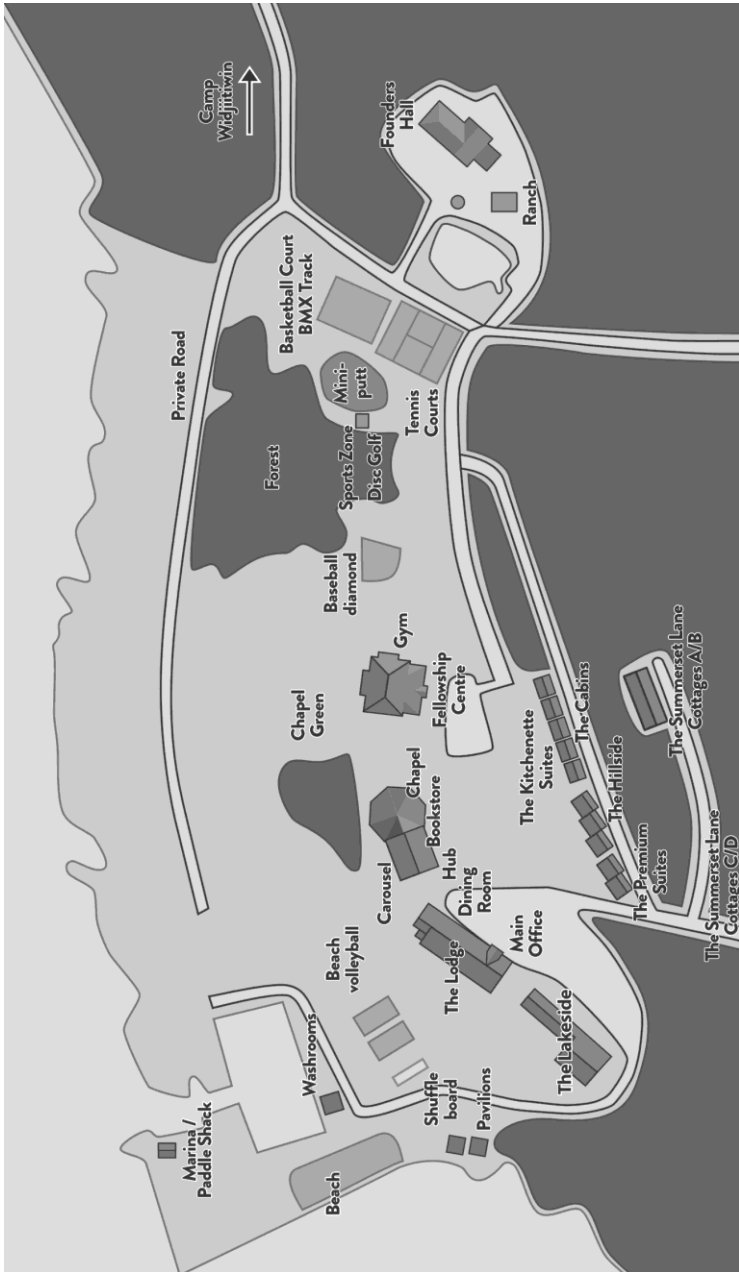 Camp
Widjiitiwin
Founders
Hall
Ranch
Private Road
Basketball Court
BMX Track
Mini-
putt
Tennis
Courts
Forest
Sports Zone
Disc Golf
Baseball
diamond
Gym
Fellowship
Centre
Chapel
Green
Chapel
Bookstore
Carousel
Hub
Dining
Room
The Kitchenette
Suites
The Cabins
The Hillside
The Premium
Suites
The Summerset Lane
Cottages A/B
The Summerset Lane
Cottages C/D
Main
Office
The Lodge
The Lakeside
Beach
volleyball
Washrooms
Shuffle
board
Pavilions
Marina /
Paddle Shack
Beach